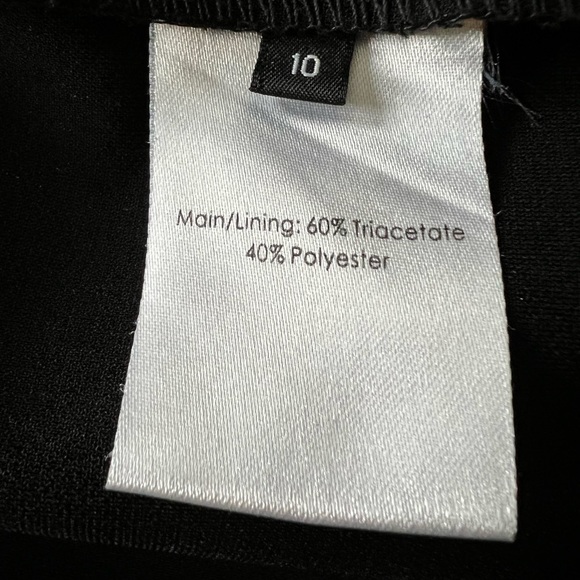 10
Main/Lining: 60% Triacetate
40% Polyester